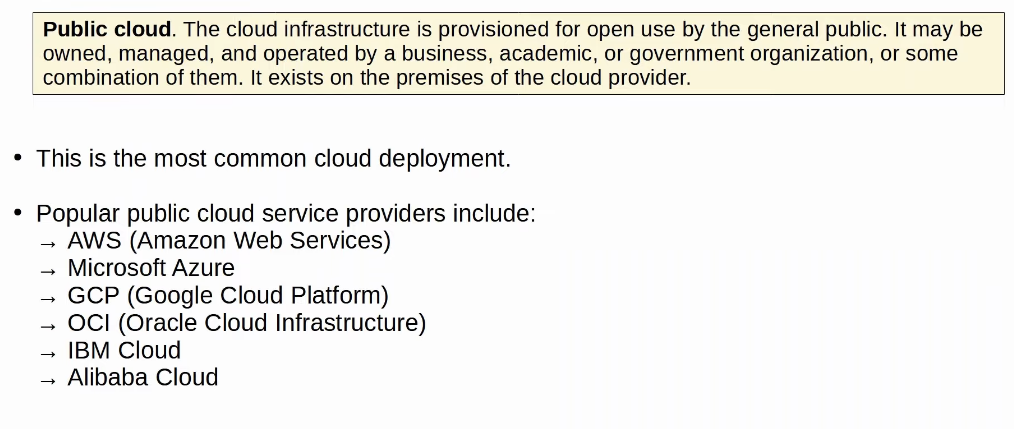 Public cloud. The cloud infrastructure is provisioned for open use by the general public. It may be
owned, managed, and operated by a business, academic, or government organization, or some
combination of them. It exists on the premises of the cloud provider.
• This is the most common cloud deployment.
• Popular public cloud service providers include:
→ AWS (Amazon Web Services)
→ Microsoft Azure
→ GCP (Google Cloud Platform)
→ OCI (Oracle Cloud Infrastructure)
→ IBM Cloud
→ Alibaba Cloud